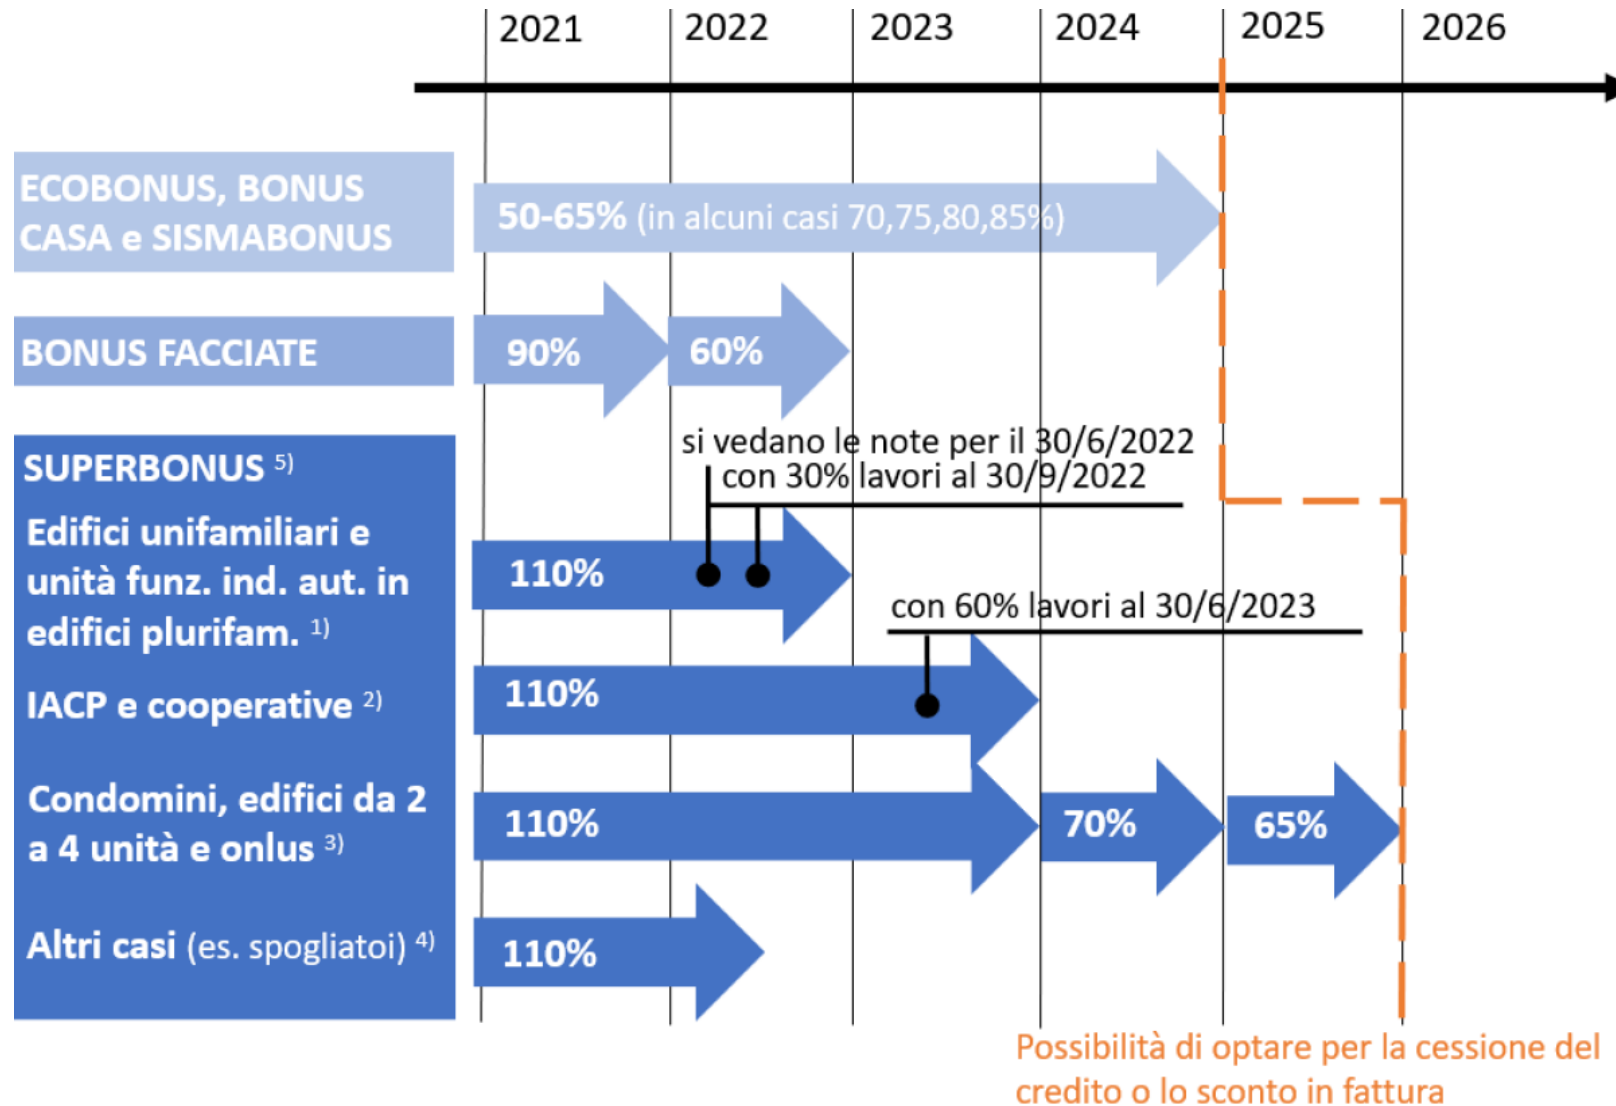 2021
2022
2023
2024
2025
2026
ECOBONUS, BONUS
CASA e SISMABONUS
50-65% (in alcuni casi 70,75,80,85%)
BONUS FACCIATE
90%
60%
si vedano le note per il 30/6/2022
con 30% lavori al 30/9/2022
SUPERBONUS 5)
Edifici unifamiliari e
unità funz. ind. aut. in
edifici plurifam. 1)
110%
con 60% lavori al 30/6/2023
IACP e cooperative 2)
110%
Condomini, edifici da 2
a 4 unità e onlus 3)
110%
70%
65%
Altri casi (es. spogliatoi) 4)
110%
Possibilità di optare per la cessione del
credito o lo sconto in fattura